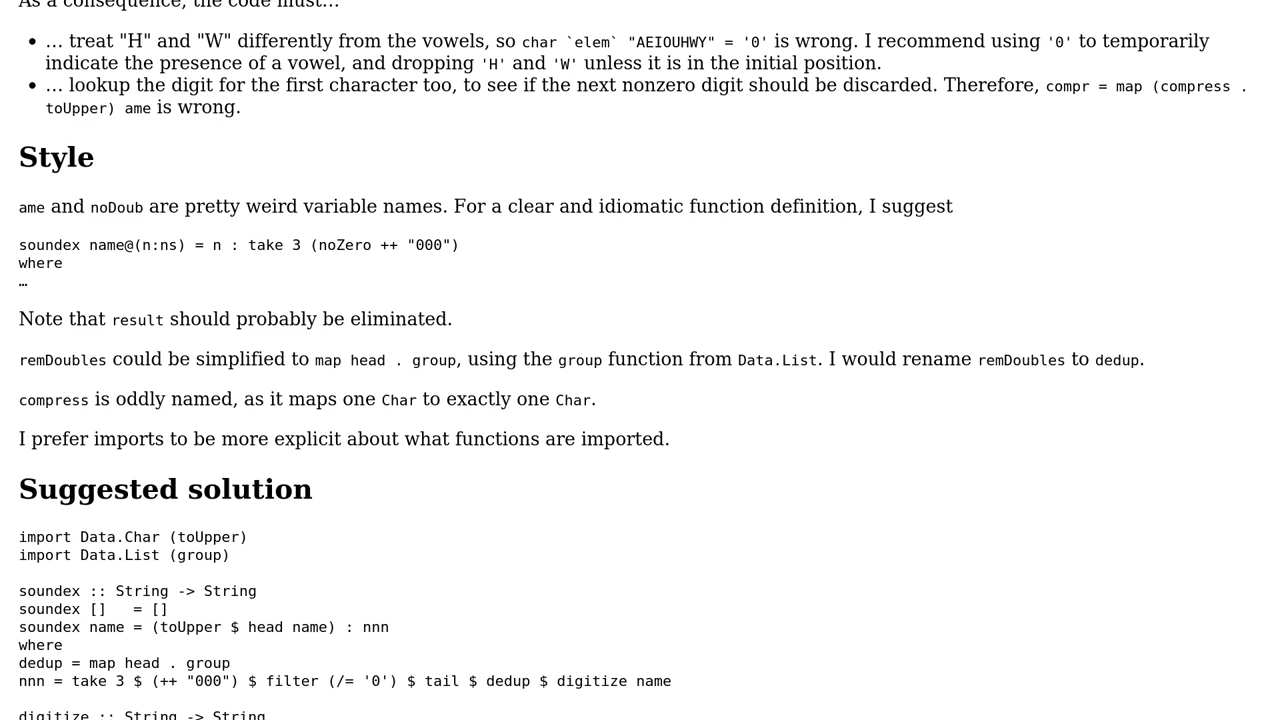 As a consequence, the code must…
• … treat "H" and "W" differently from the vowels, so char `elem` "AEIOUHWY" = '0' is wrong. I recommend using '0' to temporarily
indicate the presence of a vowel, and dropping 'H' and 'W' unless it is in the initial position.
• … lookup the digit for the first character too, to see if the next nonzero digit should be discarded. Therefore, compr = map (compress .
toUpper) ame is wrong.
Style
ame and noDoub are pretty weird variable names. For a clear and idiomatic function definition, I suggest
soundex name@(n:ns) = n : take 3 (noZero ++ "000")
where
…
Note that result should probably be eliminated.
remDoubles could be simplified to map head . group, using the group function from Data.List. I would rename remDoubles to dedup.
compress is oddly named, as it maps one Char to exactly one Char.
I prefer imports to be more explicit about what functions are imported.
Suggested solution
import Data.Char (toUpper)
import Data.List (group)
soundex :: String -> String
soundex []   = []
soundex name = (toUpper $ head name) : nnn
where
dedup = map head . group
nnn = take 3 $ (++ "000") $ filter (/= '0') $ tail $ dedup $ digitize name
digitize :: String -> String